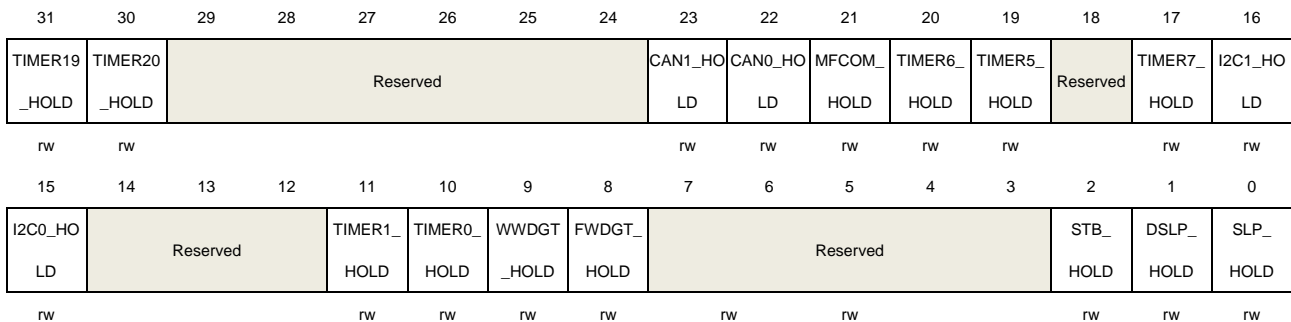 31 30 29 28 27 26 25 24 23 22 21 20 19 18 17 16
TIMER19 TIMER20 Reserved CAN1_HO CAN0_HO MFCOM_ TIMER6_ TIMER5_ Reserved TIMER7_ I2C1_HO
_HOLD _HOLD LD LD HOLD HOLD HOLD HOLD LD
rw rw rw rw rw rw rw rw rw
15 14 13 12 11 10 9 8 7 6 5 4 3 2 1 0
I2C0_HO Reserved TIMER1_ TIMER0_ WWDGT FWDGT_ Reserved STB_ DSLP_ SLP_
LD HOLD HOLD _HOLD HOLD HOLD HOLD HOLD
rw rw rw rw rw rw rw rw rw rw